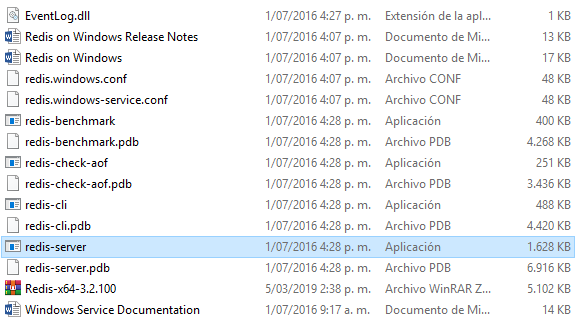 EventLog.dll 1/07/2016 4:27 p. m. Extensión de la apl... 1 KB
Redis on Windows Release Notes 1/07/2016 4:07 p. m. Documento de Mi... 13 KB
Redis on Windows 1/07/2016 4:07 p. m. Documento de Mi... 17 KB
redis.windows.conf 1/07/2016 4:07 p. m. Archivo CONF 48 KB
redis.windows-service.conf 1/07/2016 4:07 p. m. Archivo CONF 48 KB
redis-benchmark 1/07/2016 4:28 p. m. Aplicación 400 KB
redis-benchmark.pdb 1/07/2016 4:28 p. m. Archivo PDB 4.268 KB
redis-check-aof 1/07/2016 4:28 p. m. Aplicación 251 KB
redis-check-aof.pdb 1/07/2016 4:28 p. m. Archivo PDB 3.436 KB
redis-cli 1/07/2016 4:28 p. m. Aplicación 488 KB
redis-cli.pdb 1/07/2016 4:28 p. m. Archivo PDB 4.420 KB
redis-server 1/07/2016 4:28 p. m. Aplicación 1.628 KB
redis-server.pdb 1/07/2016 4:28 p. m. Archivo PDB 6.916 KB
Redis-x64-3.2.100 5/03/2019 2:38 p. m. Archivo WinRAR Z... 5.102 KB
Windows Service Documentation 1/07/2016 9:17 a. m. Documento de Mi... 14 KB